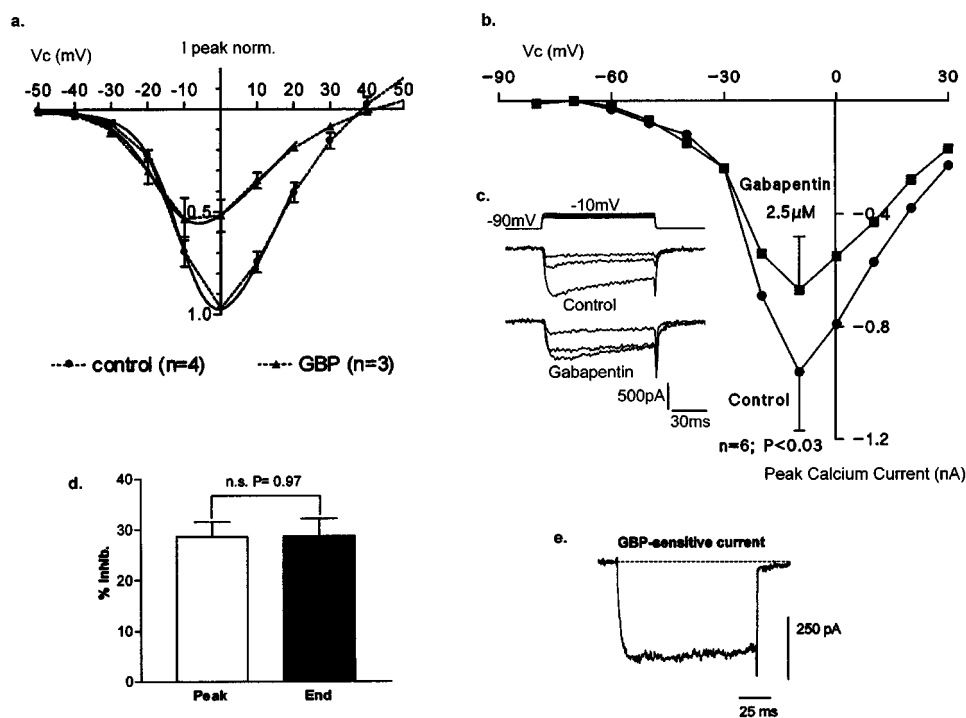 a.
I peak norm.
Vc (mV)
-50 -40 -30 -20 -10 0 10 20 30 40 50
0.5
1.0
control (n=4) GBP (n=3)
b.
Vc (mV)
−90 −60 −30 0 30
Gabapentin
2.5µM
−0.4
−0.8
Control
n=6; P<0.03
−1.2
Peak Calcium Current (nA)
c.
-10mV
-90mV
Control
Gabapentin
500pA
30ms
d.
n.s. P= 0.97
% Inhib.
40
30
20
10
0
Peak End
e.
GBP-sensitive current
250 pA
25 ms